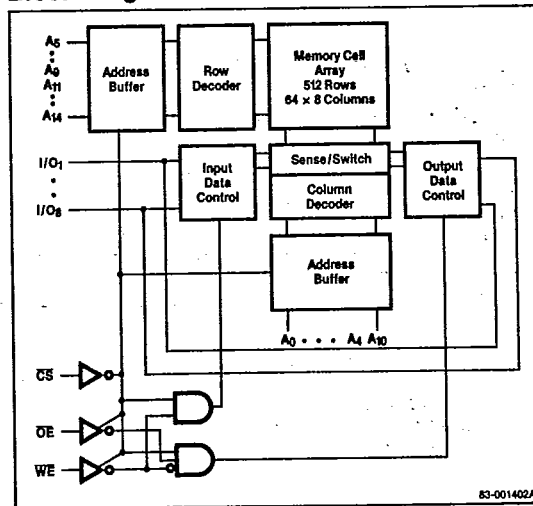 A5
A9
A11
A14
Address
Buffer
Row
Decoder
Memory Cell
Array
512 Rows
64 × 8 Columns
I/O1
I/O8
Input
Data
Control
Sense/Switch
Column
Decoder
Output
Data
Control
Address
Buffer
A0 • • • A4 A10
CS
OE
WE
83-001402A